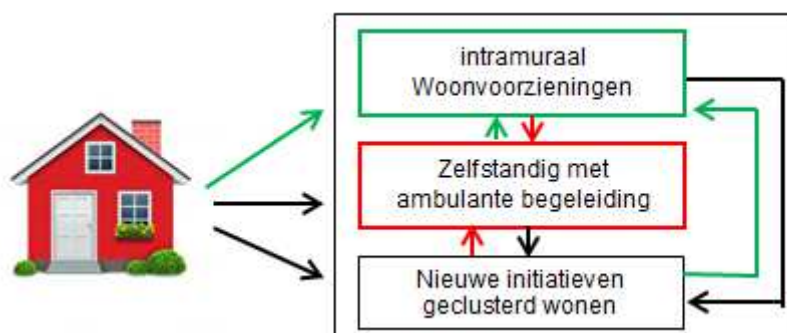 intramuraal
Woonvoorzieningen
Zelfstandig met
ambulante begeleiding
Nieuwe initiatieven
geclusterd wonen